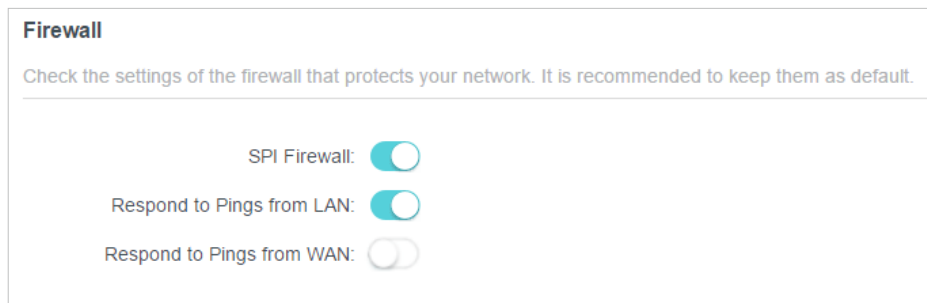 Firewall
Check the settings of the firewall that protects your network. It is recommended to keep them as default.
SPI Firewall:
Respond to Pings from LAN:
Respond to Pings from WAN: